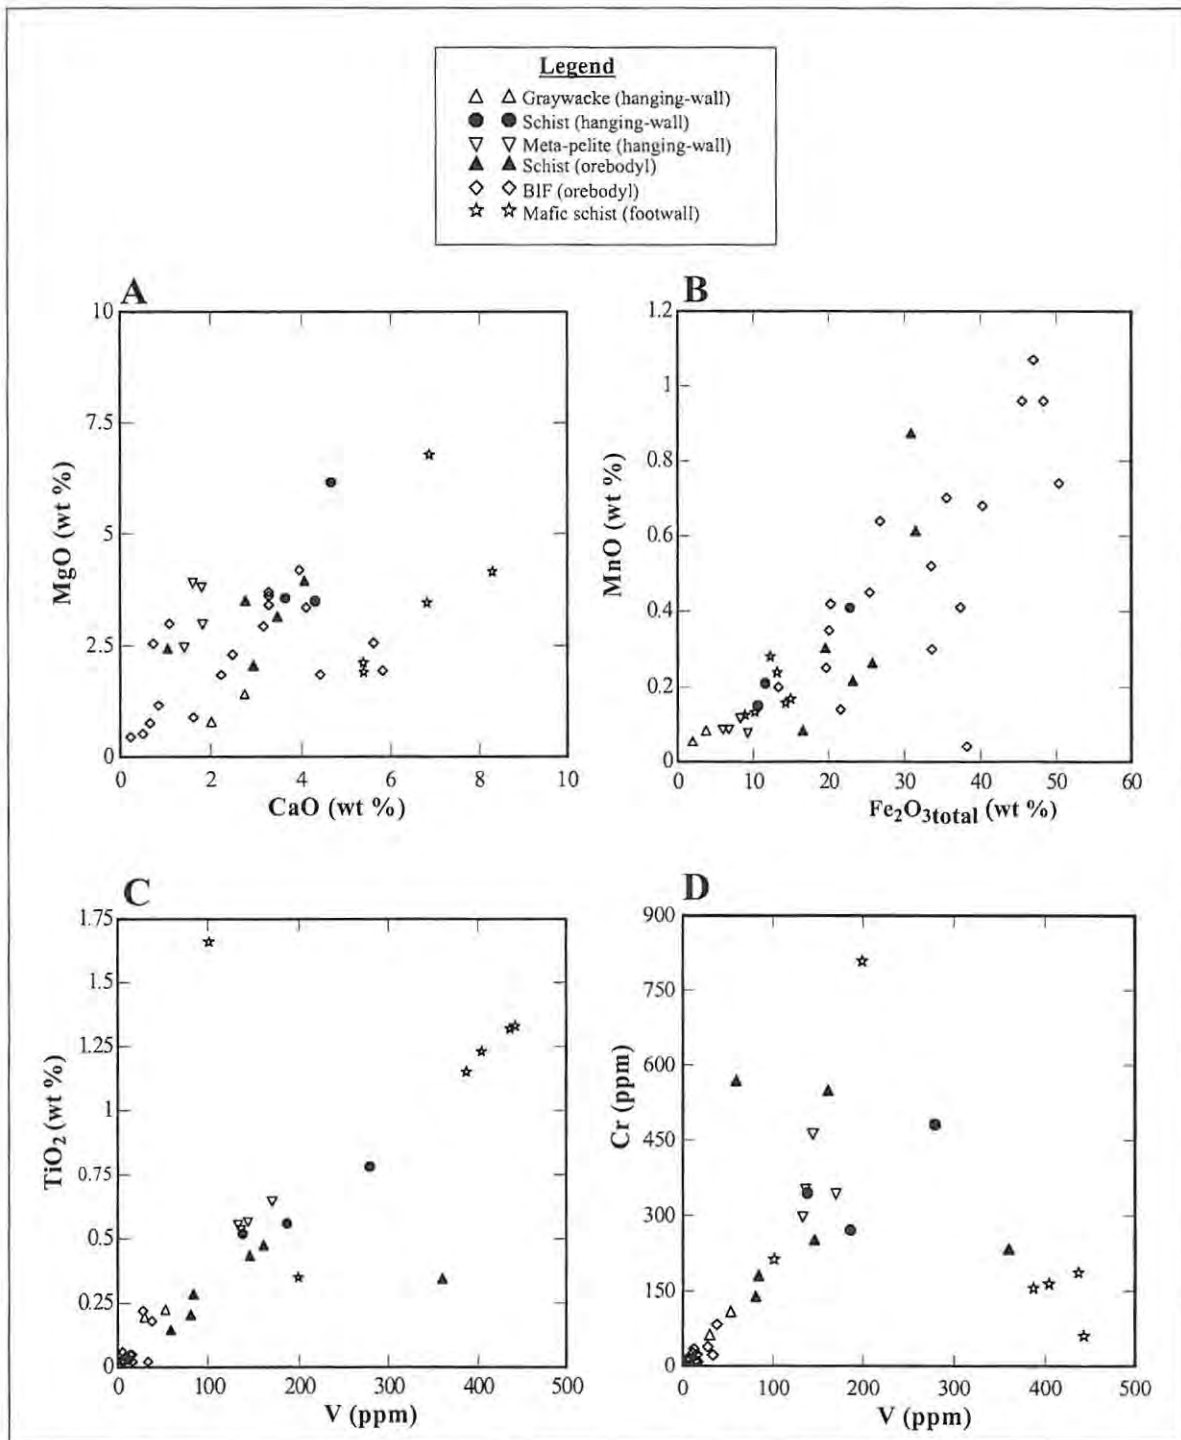 Legend
Graywacke (hanging-wall)
Schist (hanging-wall)
Meta-pelite (hanging-wall)
Schist (orebodyl)
BIF (orebodyl)
Mafic schist (footwall)
A
10
7.5
5
2.5
0
MgO (wt %)
0 2 4 6 8 10
CaO (wt %)
B
1.2
1
0.8
0.6
0.4
0.2
0
MnO (wt %)
0 10 20 30 40 50 60
Fe₂O₃total (wt %)
C
1.75
1.5
1.25
1
0.75
0.5
0.25
0
TiO₂ (wt %)
0 100 200 300 400 500
V (ppm)
D
900
750
600
450
300
150
0
Cr (ppm)
0 100 200 300 400 500
V (ppm)